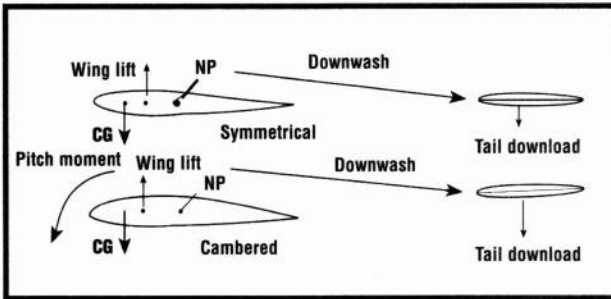 Wing lift
NP
Downwash
CG
Symmetrical
Tail download
Pitch moment
Wing lift
NP
Downwash
CG
Cambered
Tail download